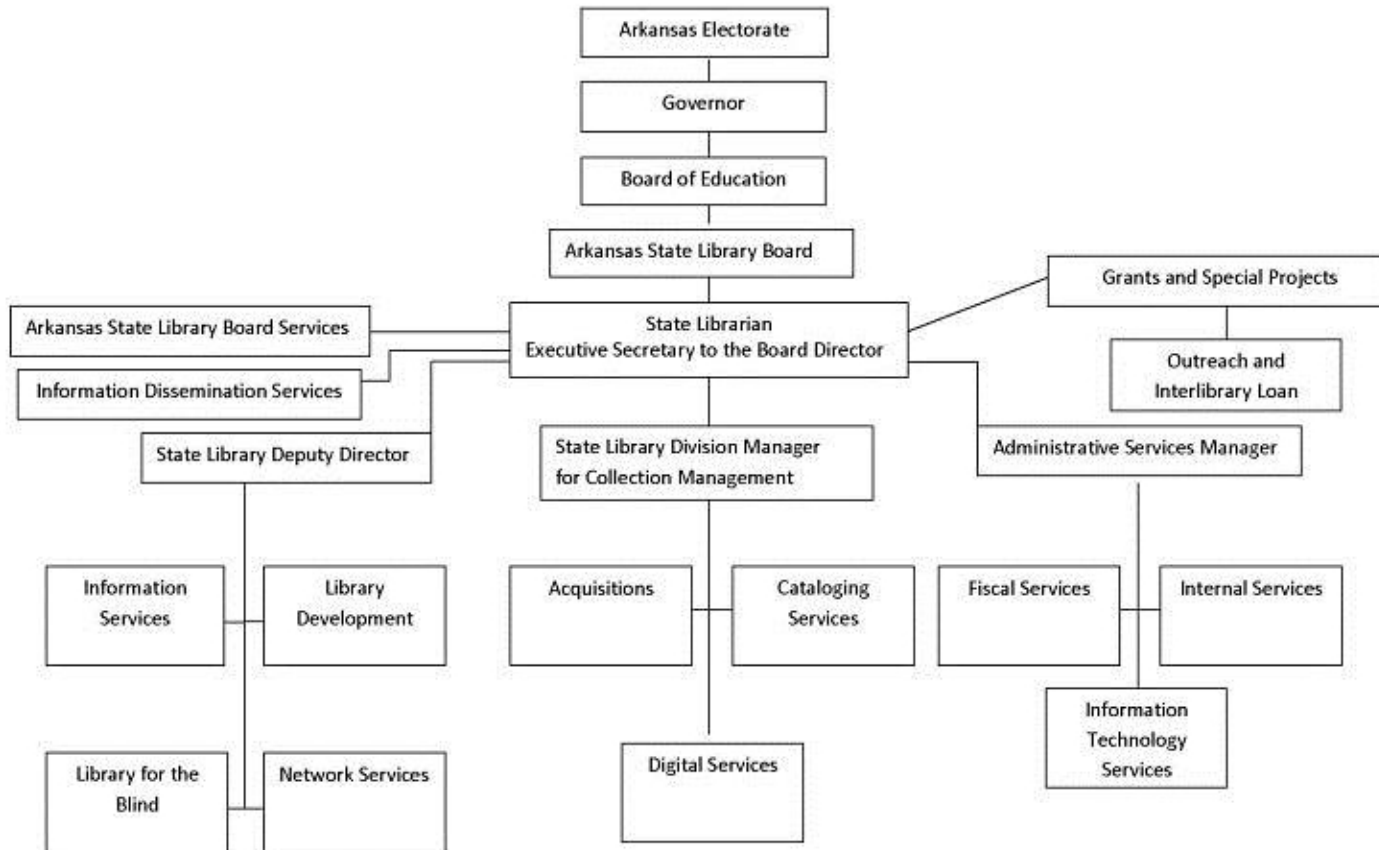 Arkansas Electorate
Governor
Board of Education
Arkansas State Library Board
Grants and Special Projects
Arkansas State Library Board Services
State Librarian
Executive Secretary to the Board Director
Outreach and
Interlibrary Loan
Information Dissemination Services
State Library Deputy Director
State Library Division Manager
for Collection Management
Administrative Services Manager
Information
Services
Library
Development
Acquisitions
Cataloging
Services
Fiscal Services
Internal Services
Library for the
Blind
Network Services
Digital Services
Information
Technology
Services